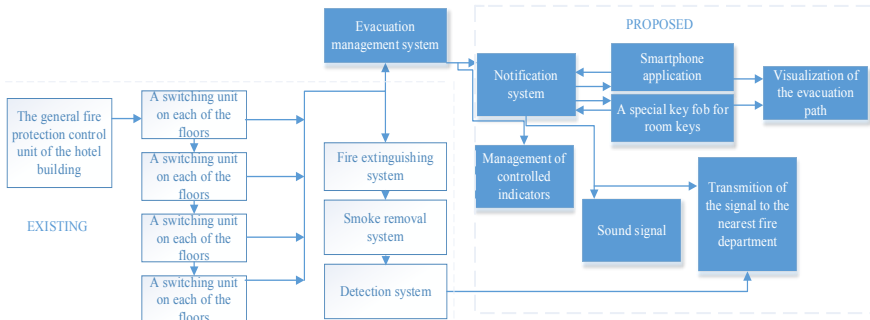 PROPOSED
Evacuation
management system
Notification
system
Smartphone
application
A special key fob for
room keys
Visualization of
the evacuation
path
The general fire
protection control
unit of the hotel
building
A switching unit
on each of the
floors
A switching unit
on each of the
floors
A switching unit
on each of the
floors
A switching unit
on each of the
floors
Fire extinguishing
system
Smoke removal
system
Detection system
Management of
controlled
indicators
Sound signal
Transmition of
the signal to the
nearest fire
department
EXISTING